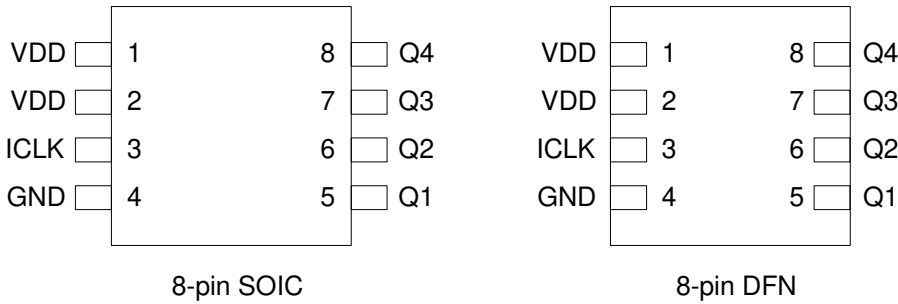 VDD 1 8 Q4 VDD 1 8 Q4
VDD 2 7 Q3 VDD 2 7 Q3
ICLK 3 6 Q2 ICLK 3 6 Q2
GND 4 5 Q1 GND 4 5 Q1
8-pin SOIC 8-pin DFN